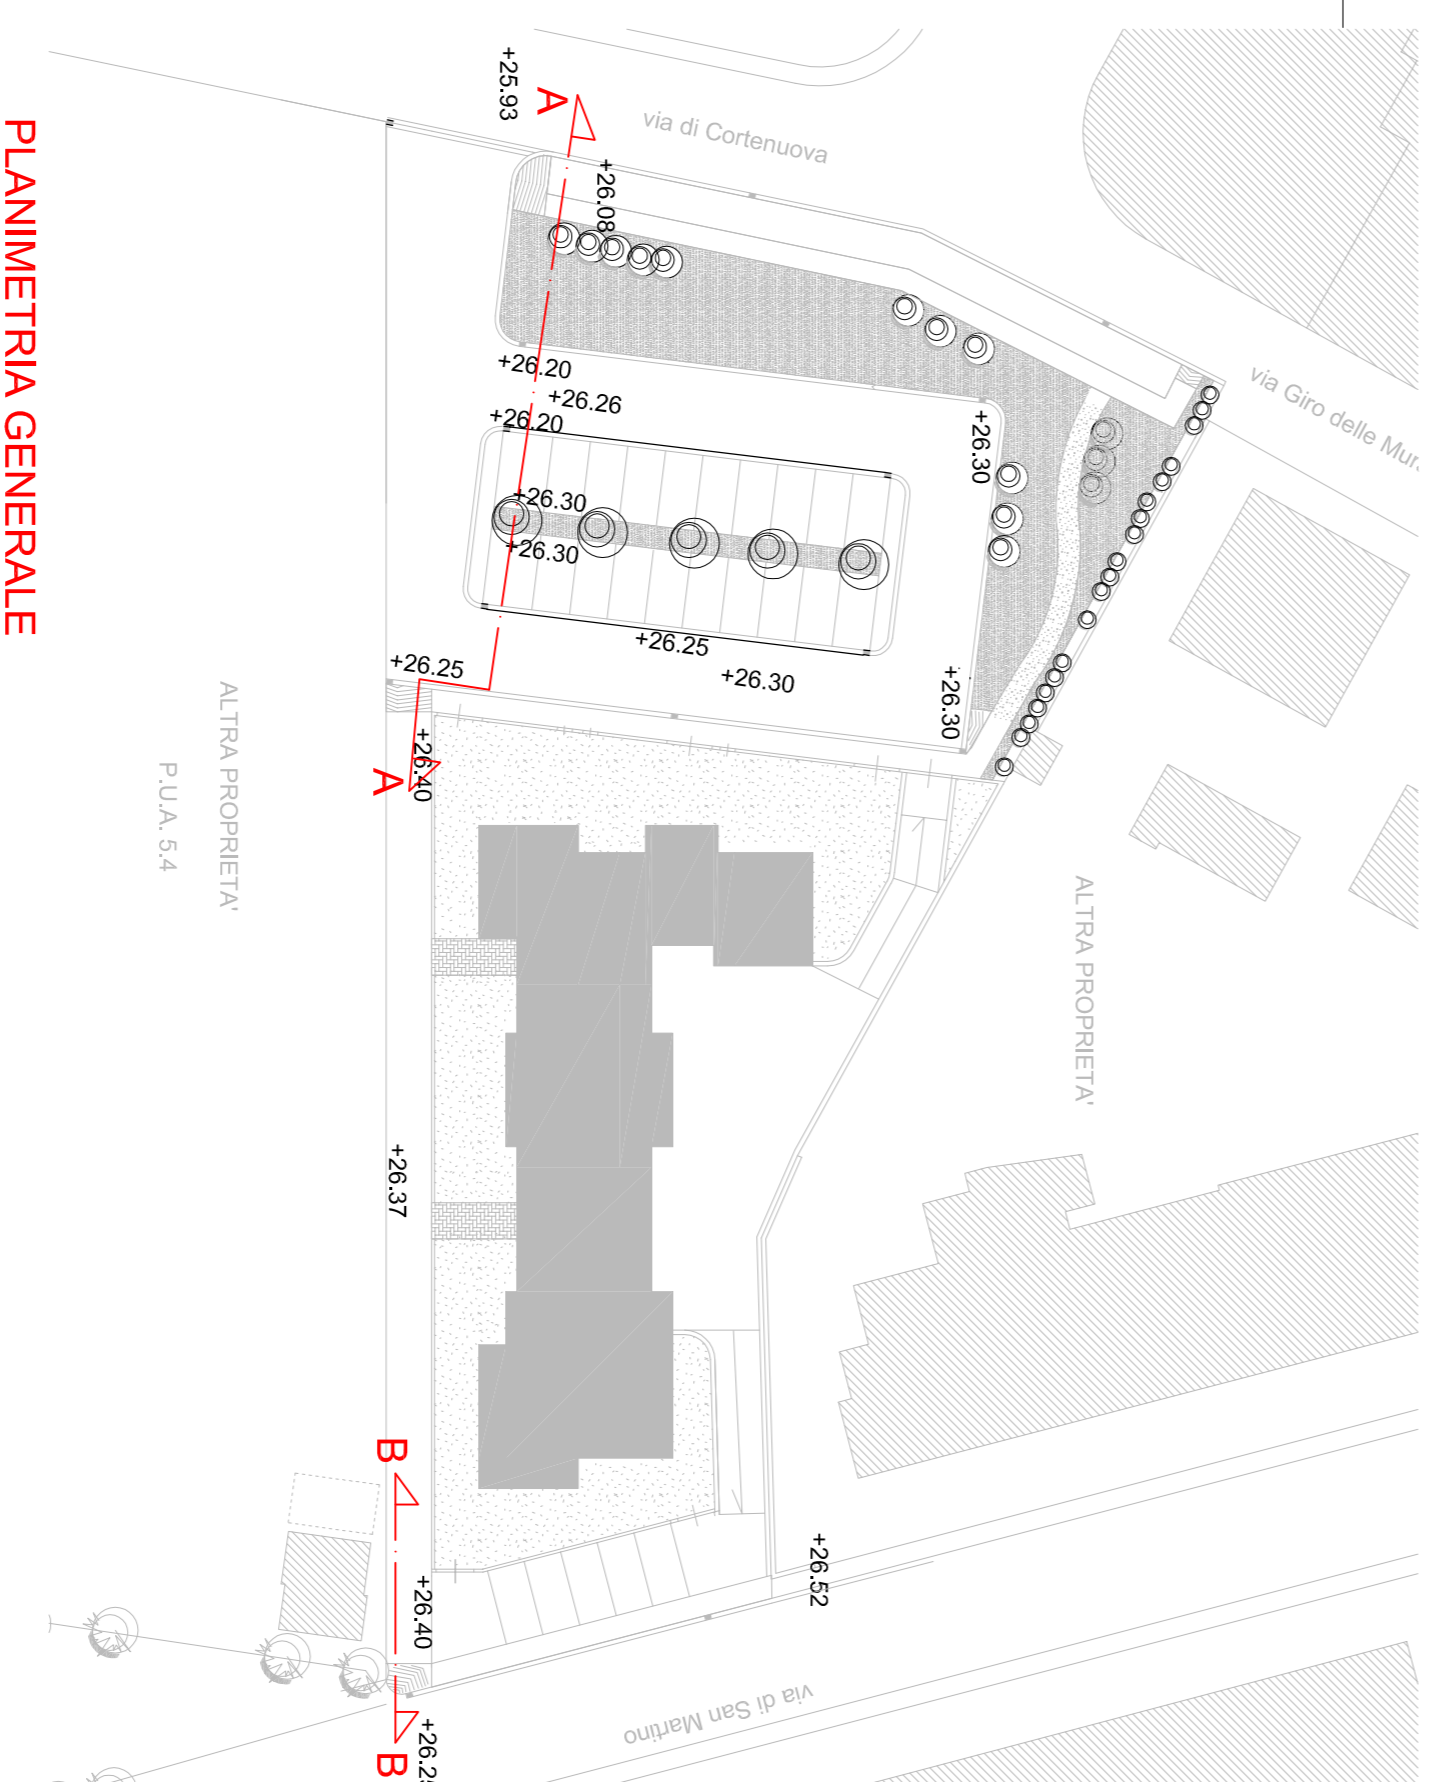 PLANIMETRIA GENERALE
+25.93
A
via di Cortenuova
+26.08
via Giro delle Mura
+26.20
+26.26
+26.20
+26.30
+26.30
+26.30
+26.25
+26.30
+26.25
+26.30
+26.40
A
ALTRA PROPRIETA'
P.U.A. 5.4
ALTRA PROPRIETA'
+26.37
B
+26.52
+26.40
via di San Martino
B